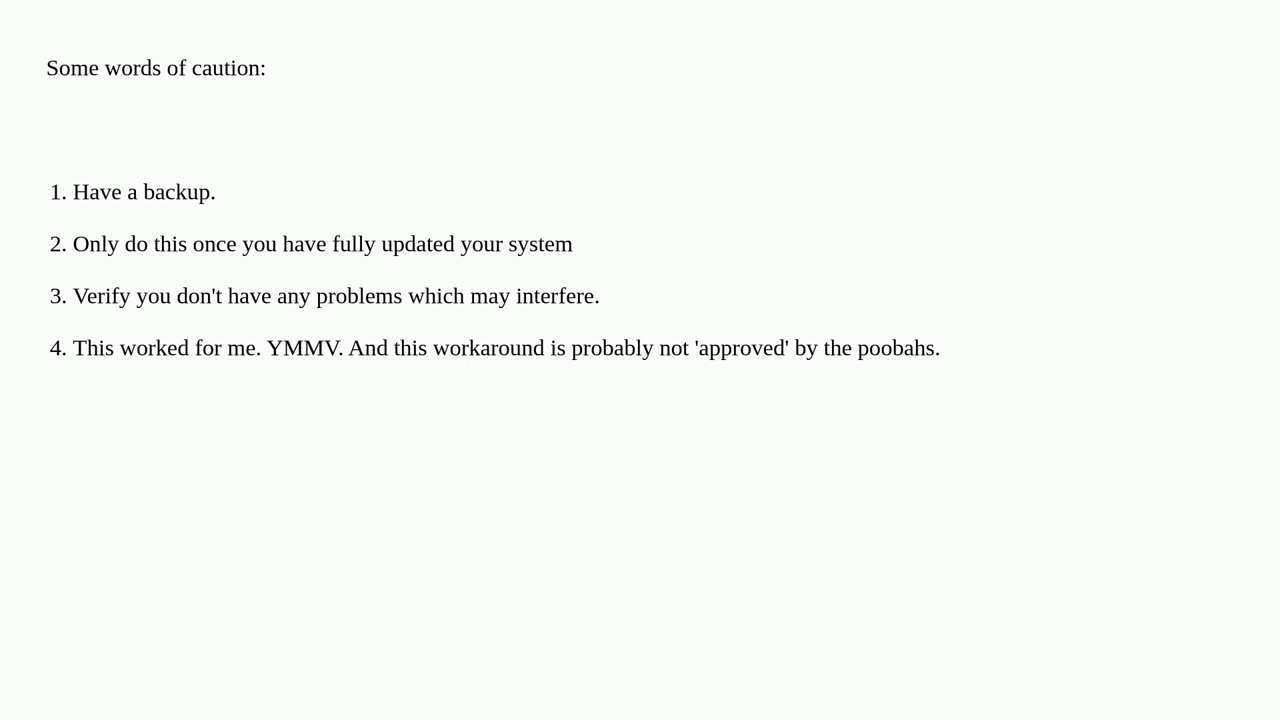 Some words of caution:
1. Have a backup.
2. Only do this once you have fully updated your system
3. Verify you don't have any problems which may interfere.
4. This worked for me. YMMV. And this workaround is probably not 'approved' by the poobahs.